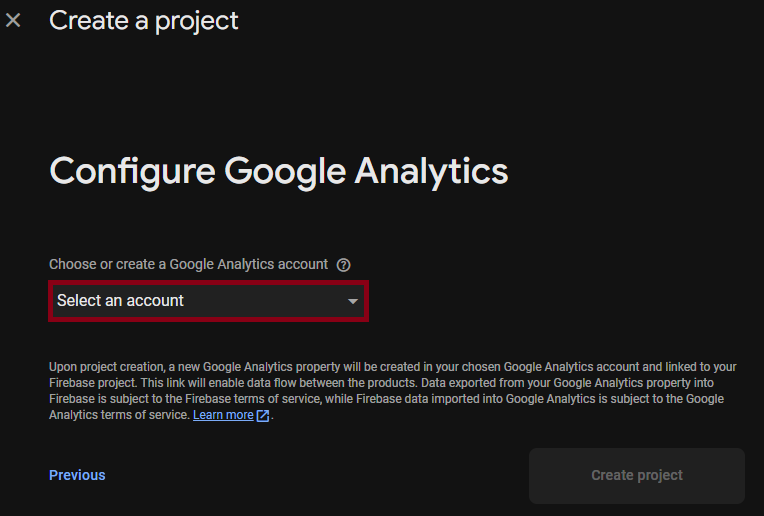 Create a project
Configure Google Analytics
Choose or create a Google Analytics account
Select an account
Upon project creation, a new Google Analytics property will be created in your chosen Google Analytics account and linked to your
Firebase project. This link will enable data flow between the products. Data exported from your Google Analytics property into
Firebase is subject to the Firebase terms of service, while Firebase data imported into Google Analytics is subject to the Google
Analytics terms of service. Learn more.
Previous
Create project